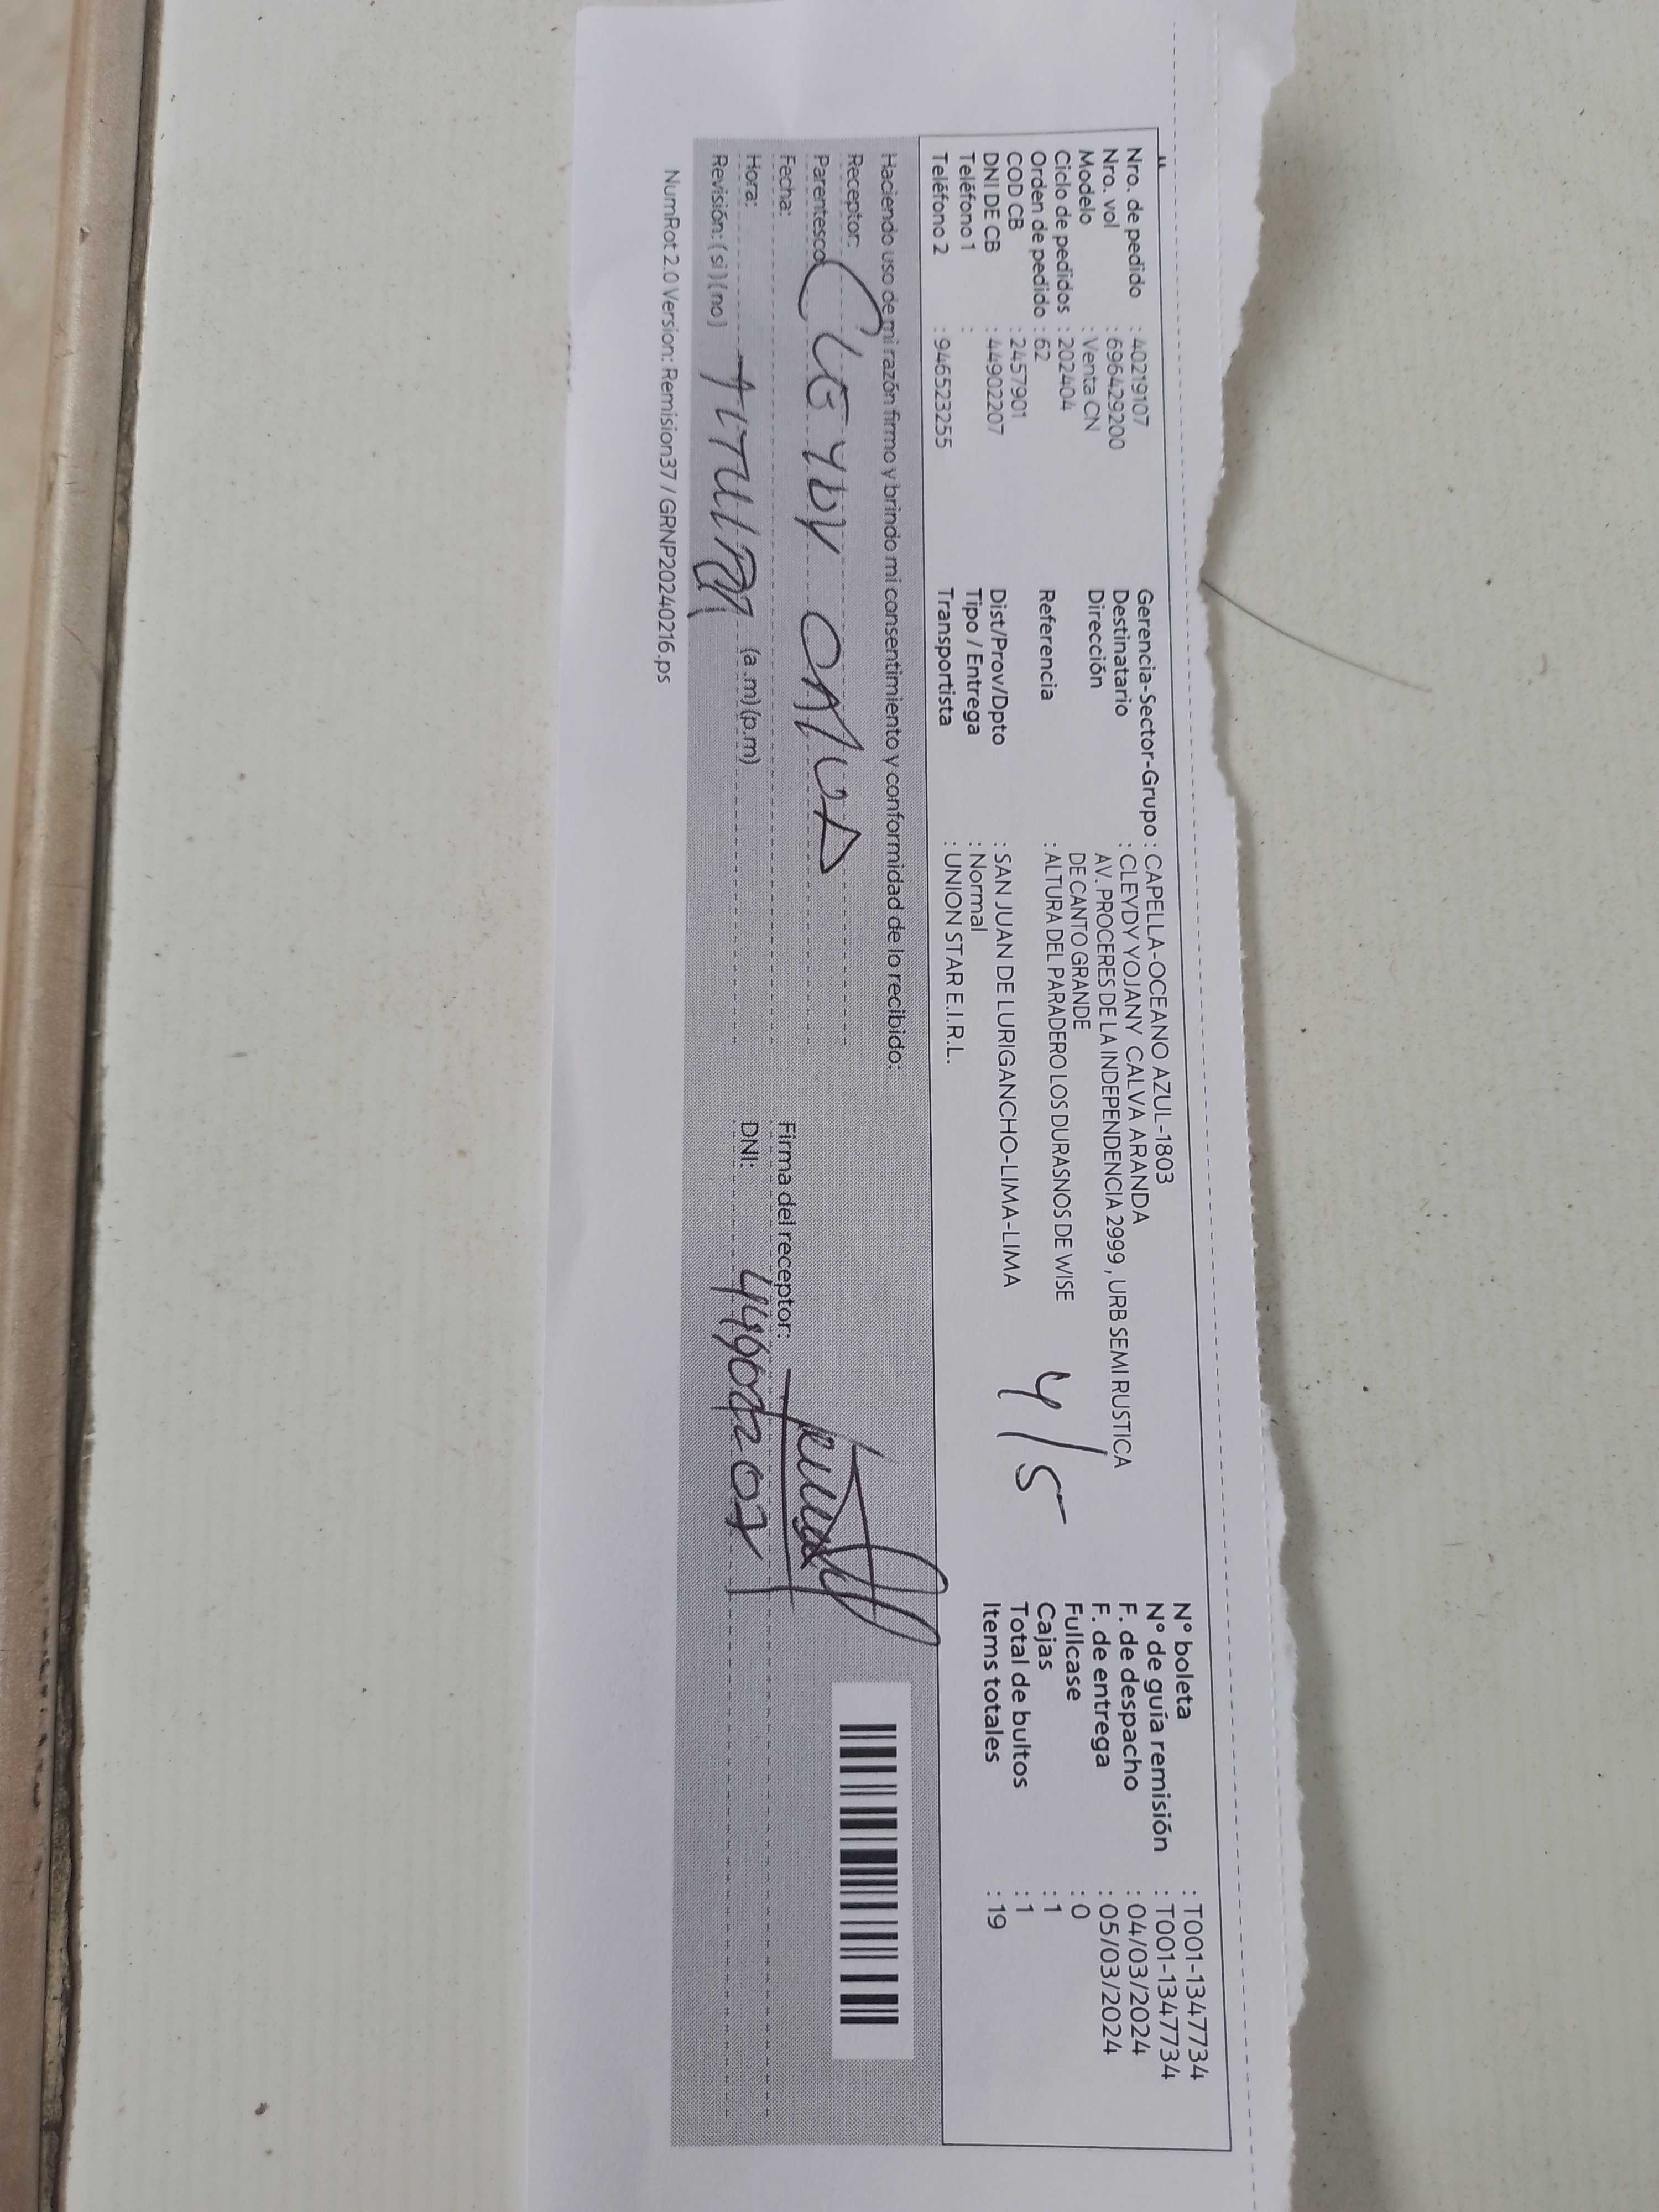 Nro. de pedido : 40219107
Nro. vol : 696429200
Modelo : Venta CN
Ciclo de pedidos : 202404
Orden de pedido : 62
COD CB : 2457901
DNI DE CB : 44902207
Teléfono 1 :
Teléfono 2 : 946523255
Gerencia-Sector-Grupo : CAPELLA-OCEANO AZUL-1803
Destinatario : CLEYDY YOJANY CALVA ARANDA
Dirección AV. PROCERES DE LA INDEPENDENCIA 2999 , URB SEMI RUSTICA
DE CANTO GRANDE
Referencia : ALTURA DEL PARADERO LOS DURASNOS DE WISE
Dist/Prov/Dpto : SAN JUAN DE LURIGANCHO-LIMA-LIMA
Tipo / Entrega : Normal
Transportista : UNION STAR E.I.R.L.
4/5
N° boleta : T001-1347734
N° de guía remisión : T001-1347734
F. de despacho : 04/03/2024
F. de entrega : 05/03/2024
Fullcase : 0
Cajas : 1
Total de bultos : 1
Items totales : 19
Haciendo uso de mi razón firmo y brindo mi consentimiento y conformidad de lo recibido:
Receptor:
Parentesco: CLEYDY CALVA
Fecha:
Hora: (a.m) (p.m)
Revisión: ( si ) ( no ) TITULAR
Firma del receptor:
DNI: 44902207
NumRot 2.0 Version: Remision37 / GRNP20240216.ps